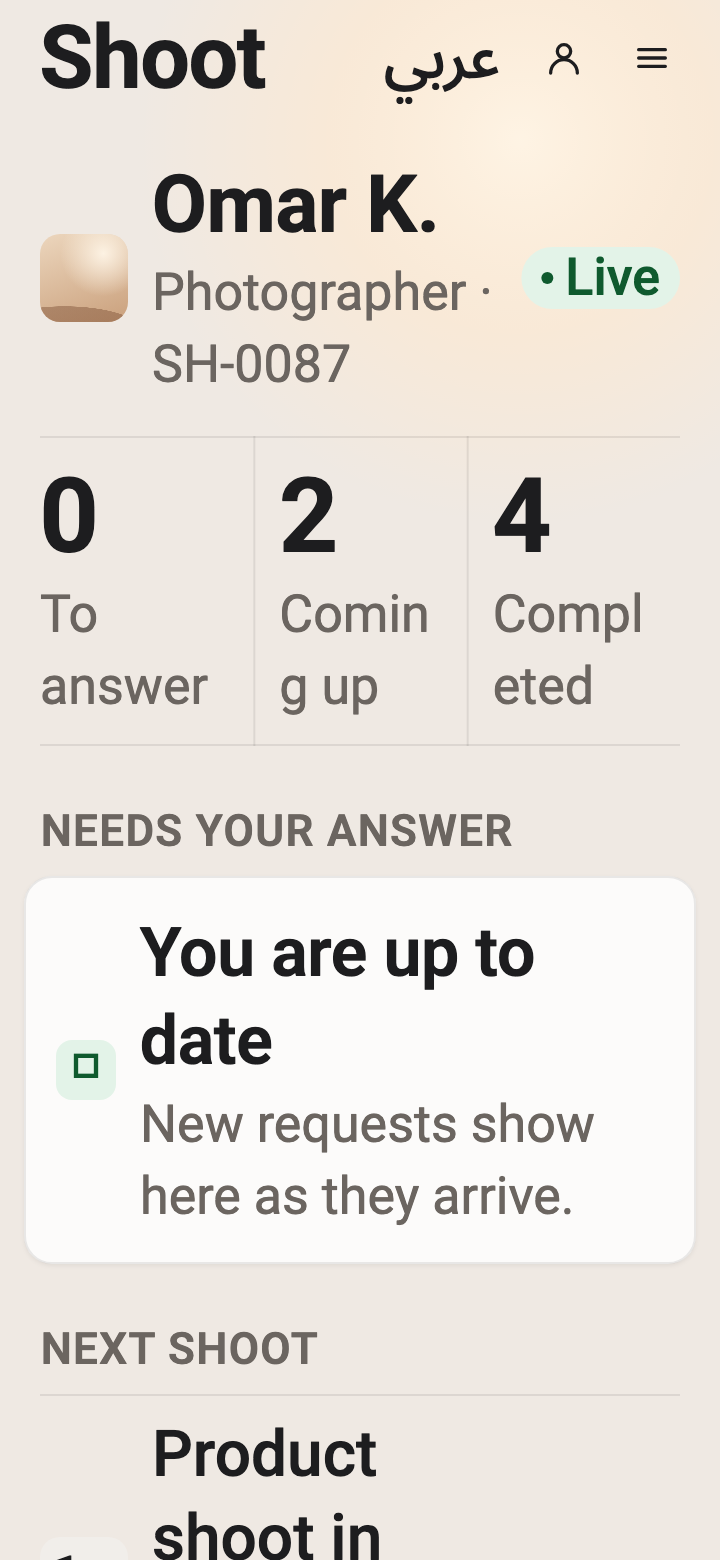 Shoot
عربي
Omar K.
Photographer ·
SH-0087
• Live
0
To
answer
2
Comin
g up
4
Compl
eted
NEEDS YOUR ANSWER
You are up to
date
New requests show
here as they arrive.
NEXT SHOOT
Product
shoot in